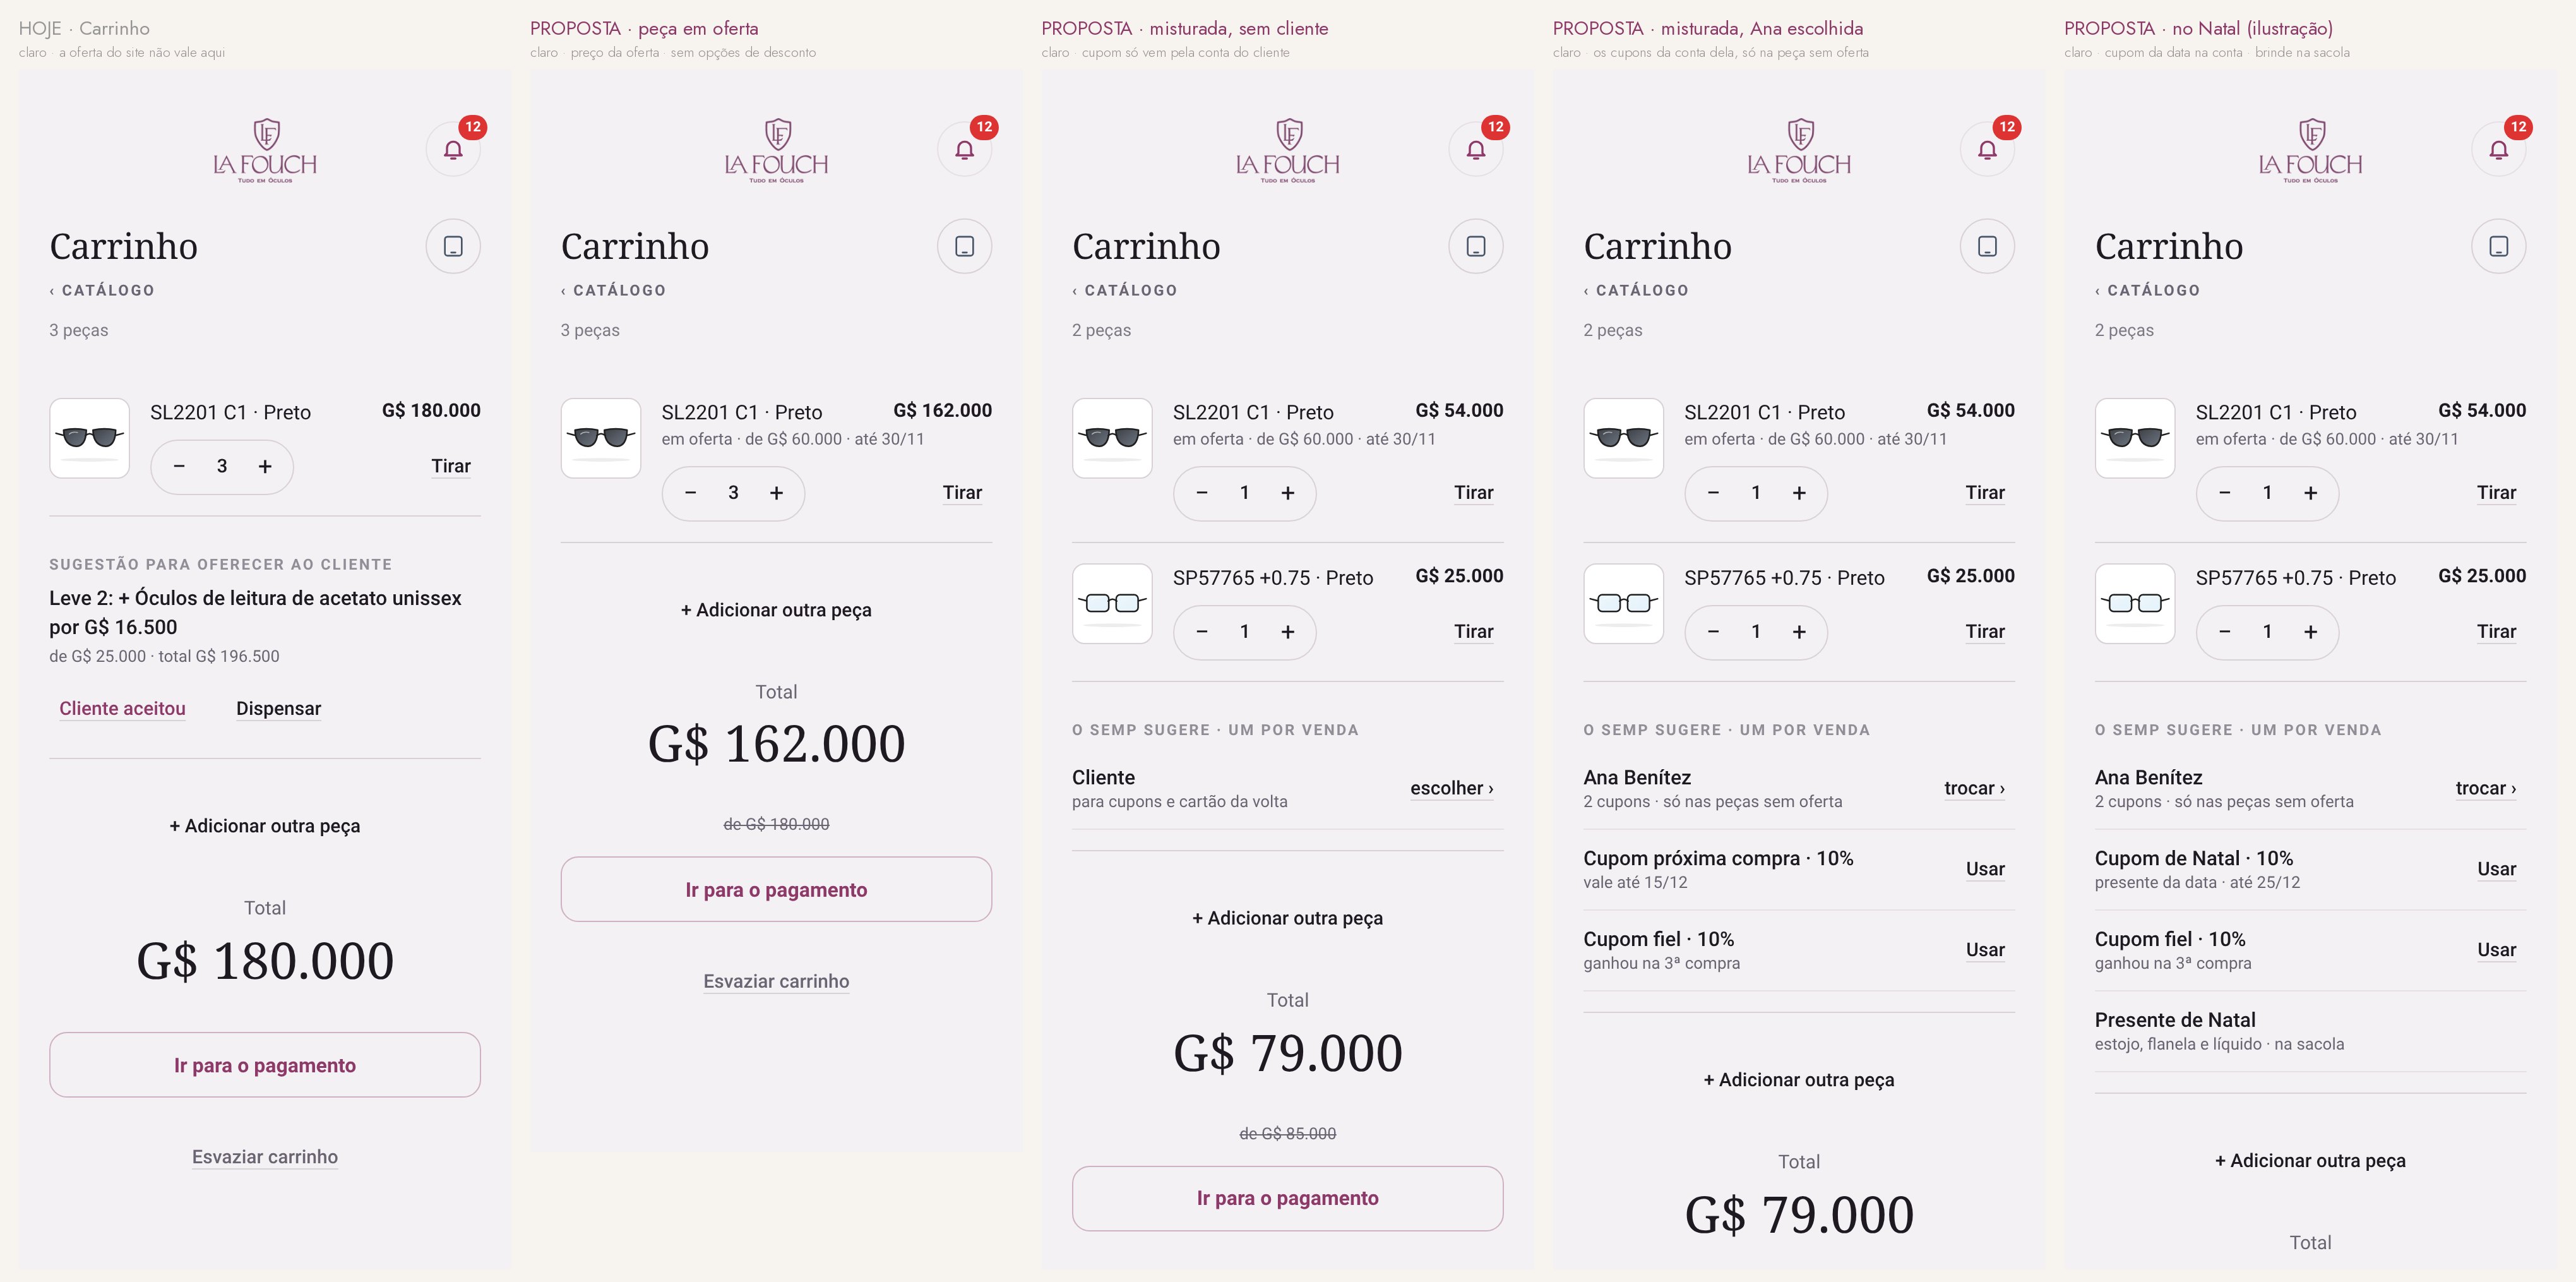 HOJE · Carrinho
claro · a oferta do site não vale aqui
12
LF
LA FOUCH
TUDO EM ÓCULOS
Carrinho
‹ CATÁLOGO
3 peças
SL2201 C1 · Preto
G$ 180.000
− 3 +
Tirar
SUGESTÃO PARA OFERECER AO CLIENTE
Leve 2: + Óculos de leitura de acetato unissex
por G$ 16.500
de G$ 25.000 · total G$ 196.500
Cliente aceitou
Dispensar
+ Adicionar outra peça
Total
G$ 180.000
Ir para o pagamento
Esvaziar carrinho
PROPOSTA · peça em oferta
claro · preço da oferta · sem opções de desconto
12
LF
LA FOUCH
TUDO EM ÓCULOS
Carrinho
‹ CATÁLOGO
3 peças
SL2201 C1 · Preto
G$ 162.000
em oferta · de G$ 60.000 · até 30/11
− 3 +
Tirar
+ Adicionar outra peça
Total
G$ 162.000
de G$ 180.000
Ir para o pagamento
Esvaziar carrinho
PROPOSTA · misturada, sem cliente
claro · cupom só vem pela conta do cliente
12
LF
LA FOUCH
TUDO EM ÓCULOS
Carrinho
‹ CATÁLOGO
2 peças
SL2201 C1 · Preto
G$ 54.000
em oferta · de G$ 60.000 · até 30/11
− 1 +
Tirar
SP57765 +0.75 · Preto
G$ 25.000
− 1 +
Tirar
O SEMP SUGERE · UM POR VENDA
Cliente
para cupons e cartão da volta
escolher ›
+ Adicionar outra peça
Total
G$ 79.000
de G$ 85.000
Ir para o pagamento
PROPOSTA · misturada, Ana escolhida
claro · os cupons da conta dela, só na peça sem oferta
12
LF
LA FOUCH
TUDO EM ÓCULOS
Carrinho
‹ CATÁLOGO
2 peças
SL2201 C1 · Preto
G$ 54.000
em oferta · de G$ 60.000 · até 30/11
− 1 +
Tirar
SP57765 +0.75 · Preto
G$ 25.000
− 1 +
Tirar
O SEMP SUGERE · UM POR VENDA
Ana Benítez
2 cupons · só nas peças sem oferta
trocar ›
Cupom próxima compra · 10%
vale até 15/12
Usar
Cupom fiel · 10%
ganhou na 3ª compra
Usar
+ Adicionar outra peça
Total
G$ 79.000
PROPOSTA · no Natal (ilustração)
claro · cupom da data na conta · brinde na sacola
12
LF
LA FOUCH
TUDO EM ÓCULOS
Carrinho
‹ CATÁLOGO
2 peças
SL2201 C1 · Preto
G$ 54.000
em oferta · de G$ 60.000 · até 30/11
− 1 +
Tirar
SP57765 +0.75 · Preto
G$ 25.000
− 1 +
Tirar
O SEMP SUGERE · UM POR VENDA
Ana Benítez
2 cupons · só nas peças sem oferta
trocar ›
Cupom de Natal · 10%
presente da data · até 25/12
Usar
Cupom fiel · 10%
ganhou na 3ª compra
Usar
Presente de Natal
estojo, flanela e líquido · na sacola
+ Adicionar outra peça
Total